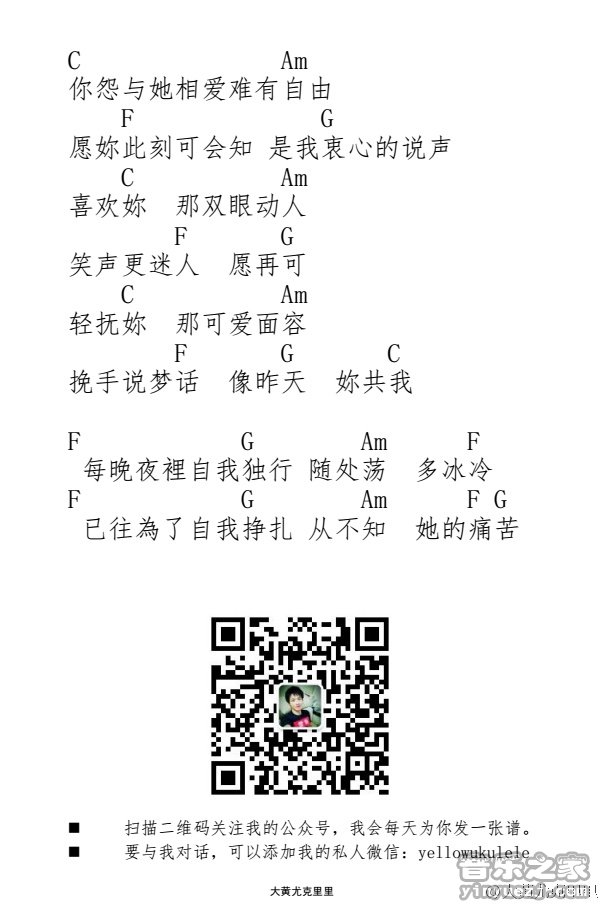 C Am
你怨与她相爱难有自由
F G
愿妳此刻可会知 是我衷心的说声
C Am
喜欢妳 那双眼动人
F G
笑声更迷人 愿再可
C Am
轻抚妳 那可爱面容
F G C
挽手说梦话 像昨天 妳共我
F G Am F
每晚夜裡自我独行 随处荡 多冰冷
F G Am F G
已往為了自我挣扎 从不知 她的痛苦
■ 扫描二维码关注我的公众号，我会每天为你发一张谱。
■ 要与我对话，可以添加我的私人微信：yellowukulele
音乐之家
大黄尤克里里